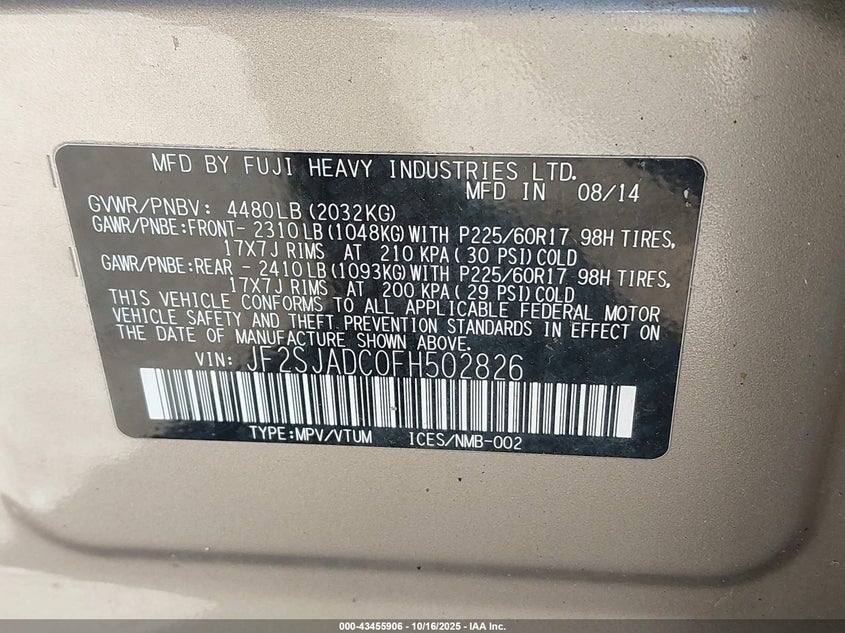 MFD BY FUJI HEAVY INDUSTRIES LTD.
MFD IN 08/14
GVWR/PNBV: 4480LB(2032KG)
GAWR/PNBE:FRONT- 2310LB(1048KG)WITH P225/60R17 98H TIRES,
17X7J RIMS AT 210 KPA( 30 PSI)COLD
GAWR/PNBE:REAR - 2410LB(1093KG)WITH P225/60R17 98H TIRES,
17X7J RIMS AT 200 KPA( 29 PSI)COLD
THIS VEHICLE CONFORMS TO ALL APPLICABLE FEDERAL MOTOR
VEHICLE SAFETY AND THEFT PREVENTION STANDARDS IN EFFECT ON
THE DATE OF MANUFACTURE SHOWN ABOVE.
VIN: JF2SJADC0FH502826
TYPE:MPV/VTUM ICES/NMB-002
000-43455906 - 10/16/2025 - IAA Inc.